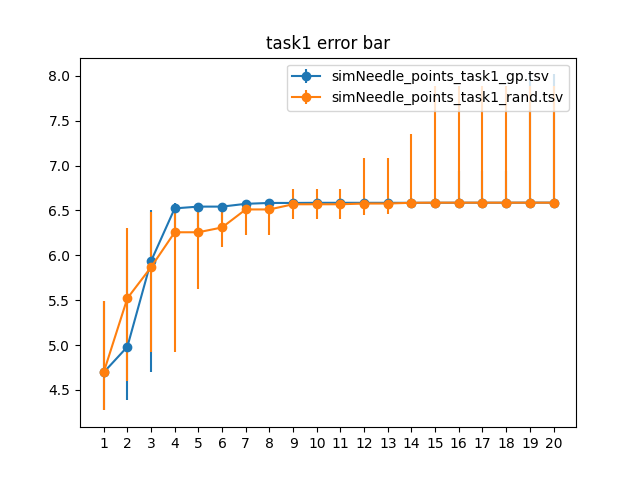 task1 error bar
simNeedle_points_task1_gp.tsv
simNeedle_points_task1_rand.tsv
8.0
7.5
7.0
6.5
6.0
5.5
5.0
4.5
1 2 3 4 5 6 7 8 9 10 11 12 13 14 15 16 17 18 19 20